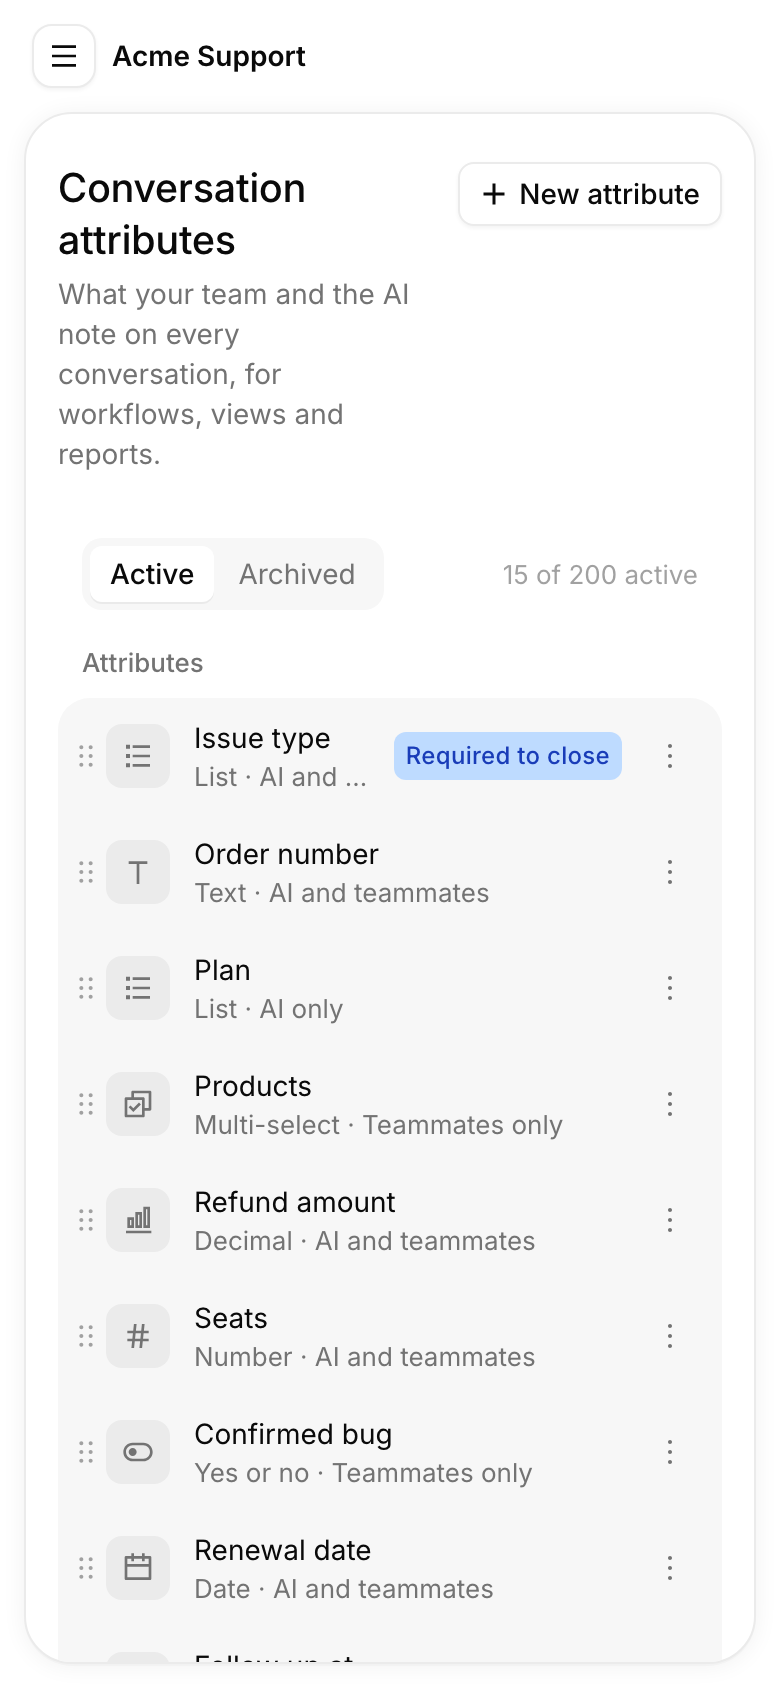 Acme Support
Conversation
attributes
New attribute
What your team and the AI
note on every
conversation, for
workflows, views and
reports.
Active
Archived
15 of 200 active
Attributes
Issue type
List · AI and ...
Required to close
Order number
Text · AI and teammates
Plan
List · AI only
Products
Multi-select · Teammates only
Refund amount
Decimal · AI and teammates
Seats
Number · AI and teammates
Confirmed bug
Yes or no · Teammates only
Renewal date
Date · AI and teammates
Follow up at